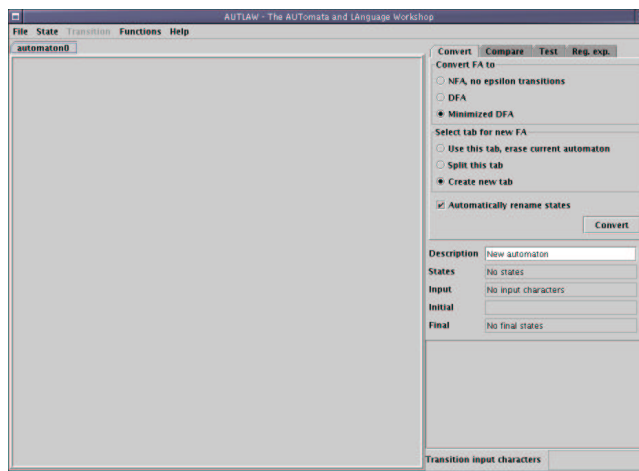 AUTLAW - The AUTomata and LAnguage Workshop
File State Transition Functions Help
automaton0
Convert Compare Test Reg. exp.
Convert FA to
NFA, no epsilon transitions
DFA
Minimized DFA
Select tab for new FA
Use this tab, erase current automaton
Split this tab
Create new tab
Automatically rename states
Convert
Description New automaton
States No states
Input No input characters
Initial
Final No final states
Transition input characters